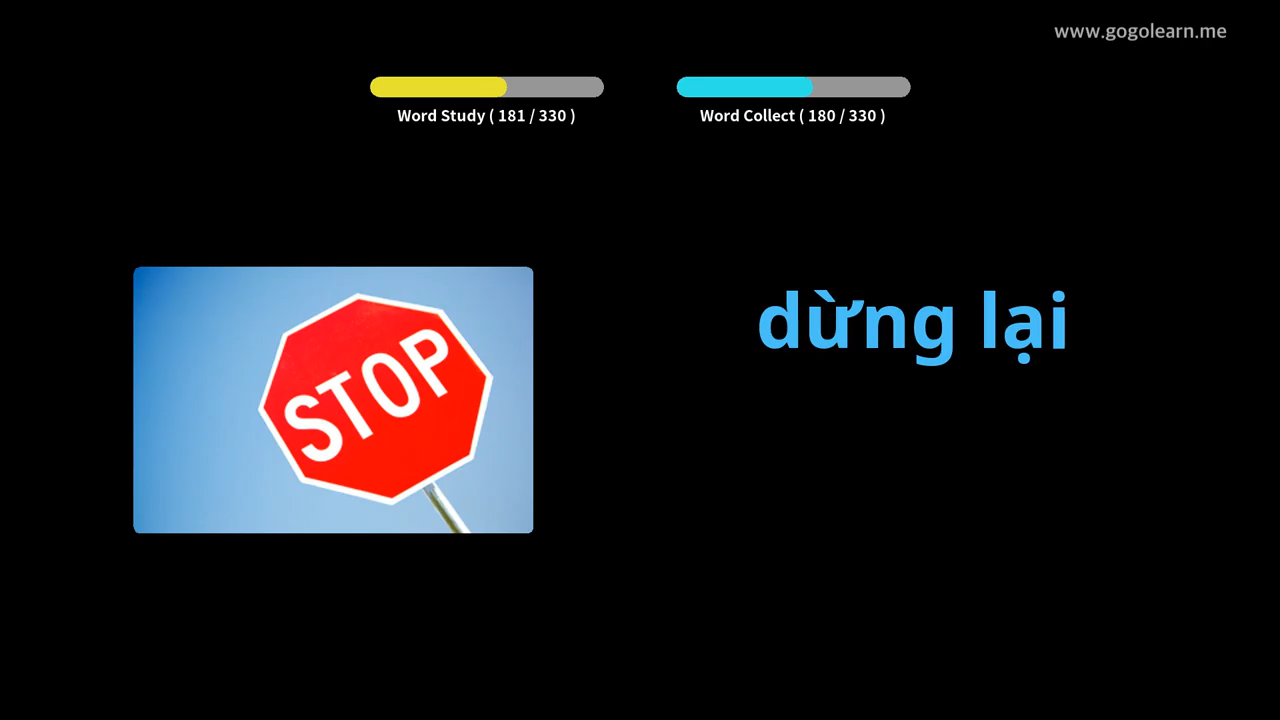 www.gogolearn.me
Word Study ( 181 / 330 )
Word Collect ( 180 / 330 )
STOP
dừng lại